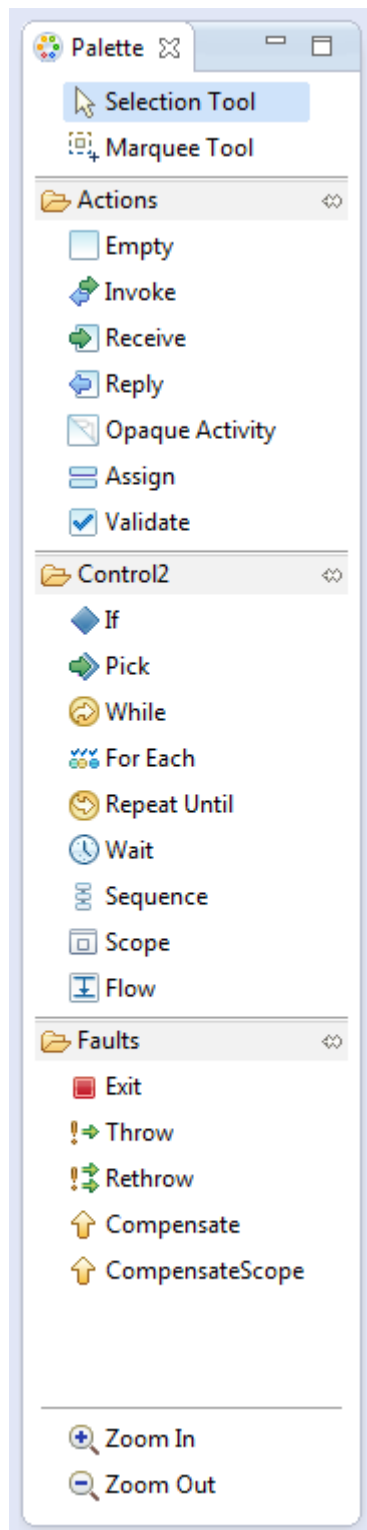 Palette
Selection Tool
Marquee Tool
Actions
Empty
Invoke
Receive
Reply
Opaque Activity
Assign
Validate
Control2
If
Pick
While
For Each
Repeat Until
Wait
Sequence
Scope
Flow
Faults
Exit
Throw
Rethrow
Compensate
CompensateScope
Zoom In
Zoom Out